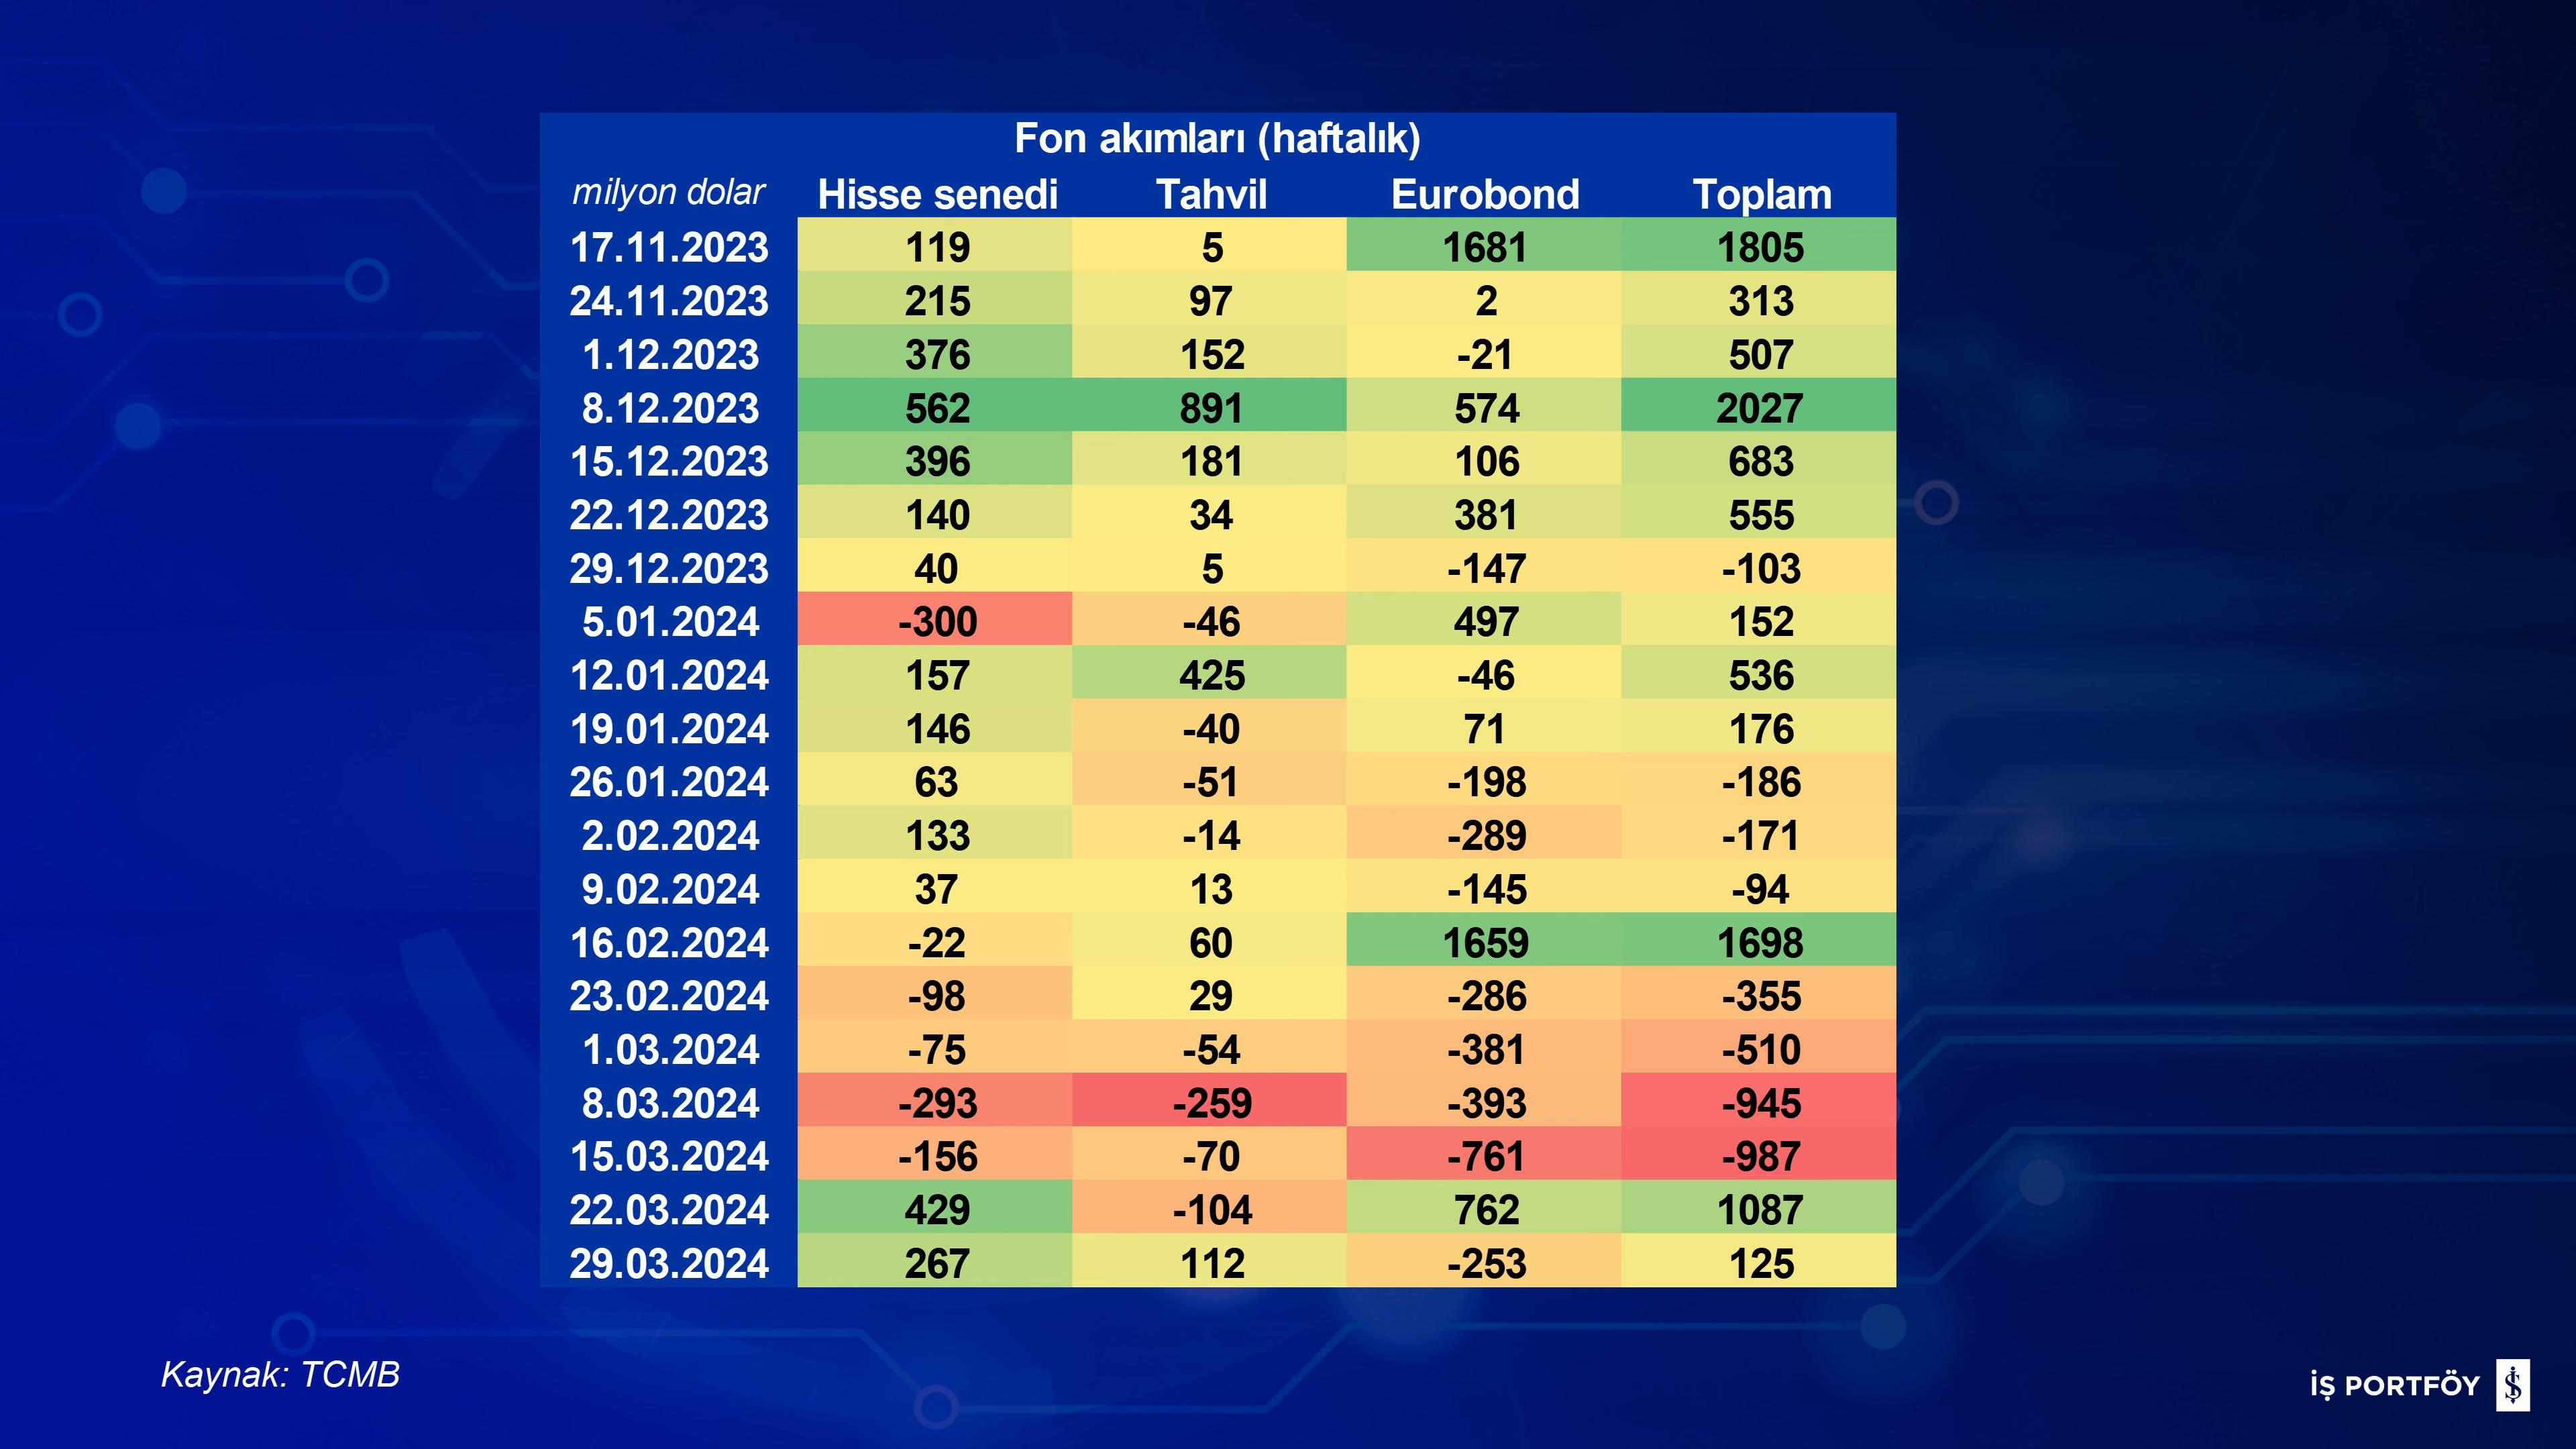 Fon akımları (haftalık)
milyon dolar Hisse senedi Tahvil Eurobond Toplam
17.11.2023 119 5 1681 1805
24.11.2023 215 97 2 313
1.12.2023 376 152 -21 507
8.12.2023 562 891 574 2027
15.12.2023 396 181 106 683
22.12.2023 140 34 381 555
29.12.2023 40 5 -147 -103
5.01.2024 -300 -46 497 152
12.01.2024 157 425 -46 536
19.01.2024 146 -40 71 176
26.01.2024 63 -51 -198 -186
2.02.2024 133 -14 -289 -171
9.02.2024 37 13 -145 -94
16.02.2024 -22 60 1659 1698
23.02.2024 -98 29 -286 -355
1.03.2024 -75 -54 -381 -510
8.03.2024 -293 -259 -393 -945
15.03.2024 -156 -70 -761 -987
22.03.2024 429 -104 762 1087
29.03.2024 267 112 -253 125
Kaynak: TCMB
İŞ PORTFÖY